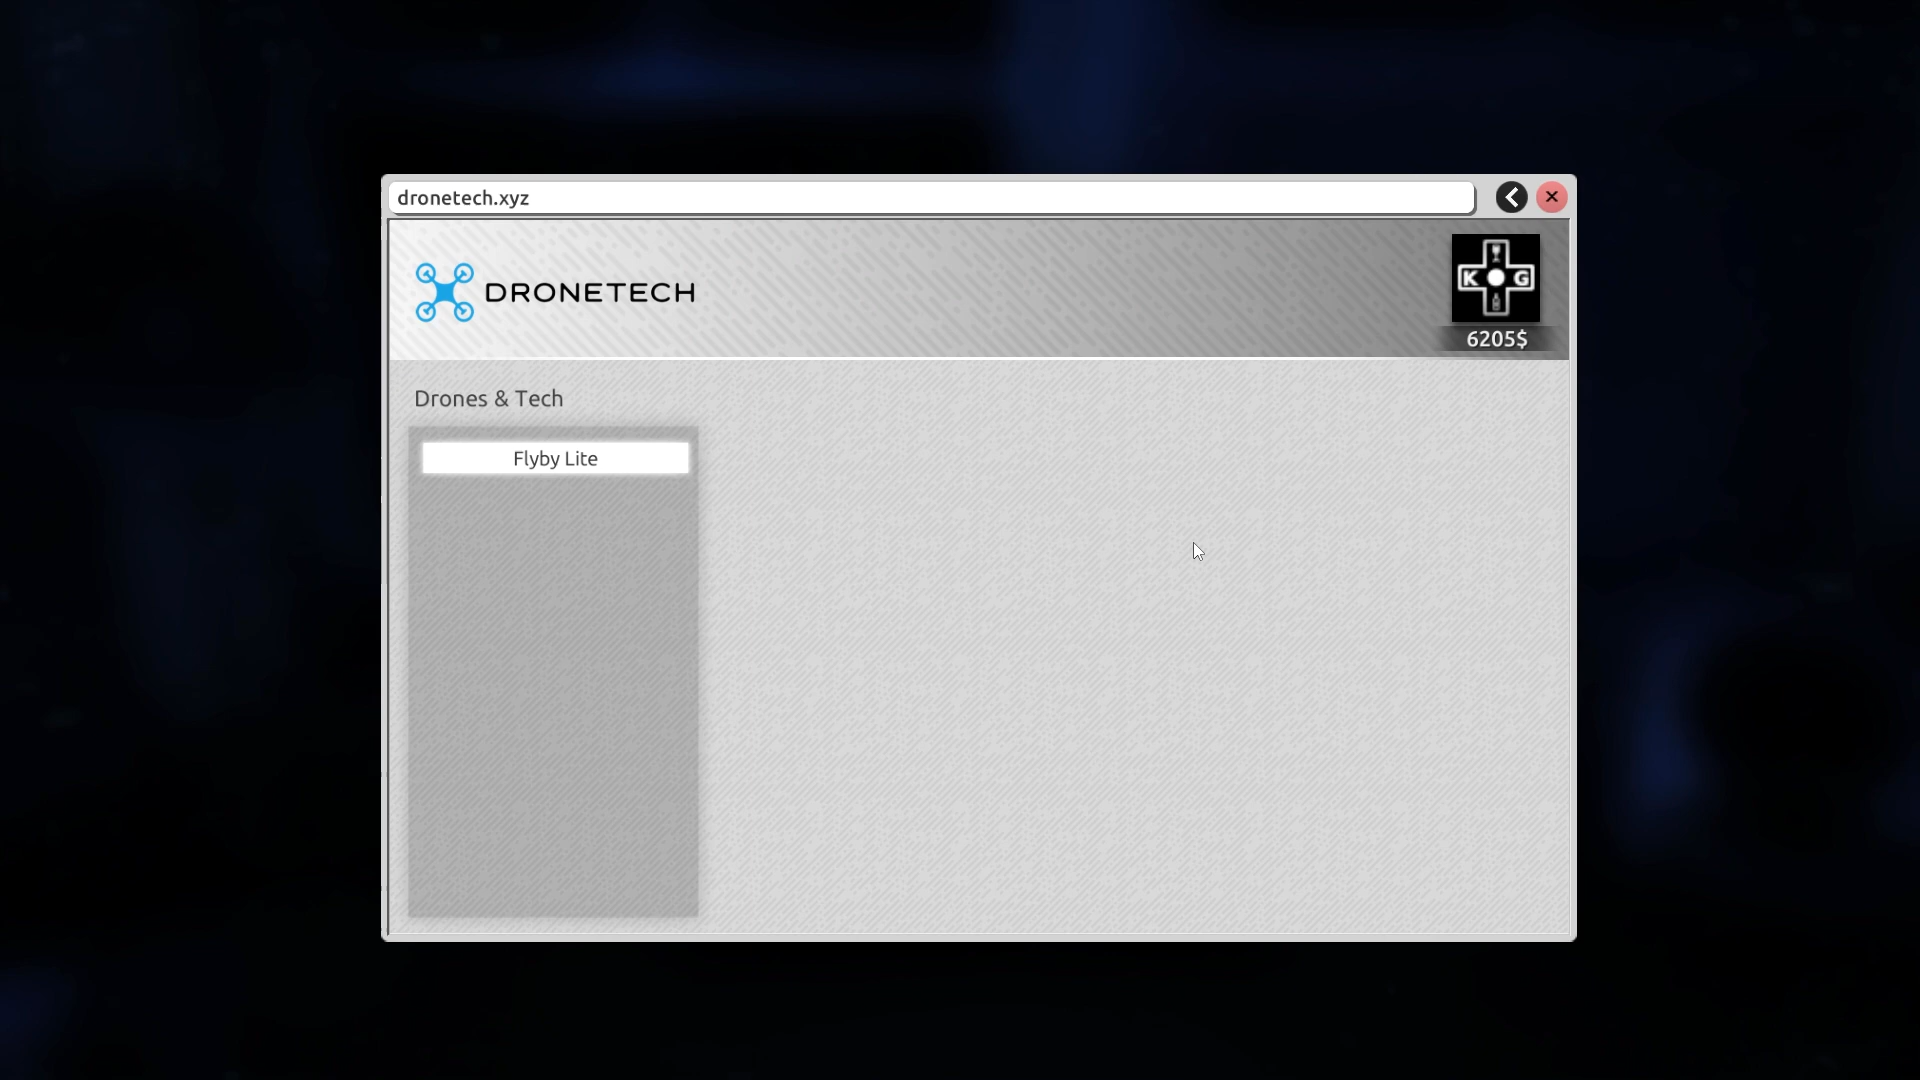 dronetech.xyz
DRONETECH
K G
6205$
Drones & Tech
Flyby Lite